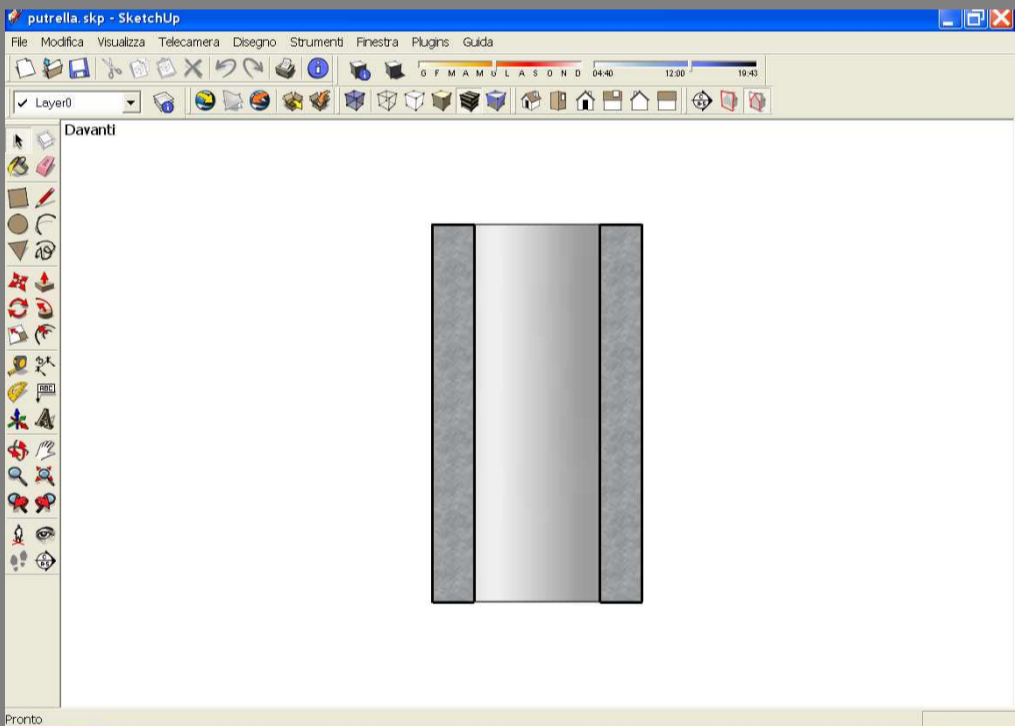 putrella.skp - SketchUp
File Modifica Visualizza Telecamera Disegno Strumenti Finestra Plugins Guida
G F M A M U L A S O N D 04:40 12:00 19:43
Layer0
Davanti
ABC
Pronto